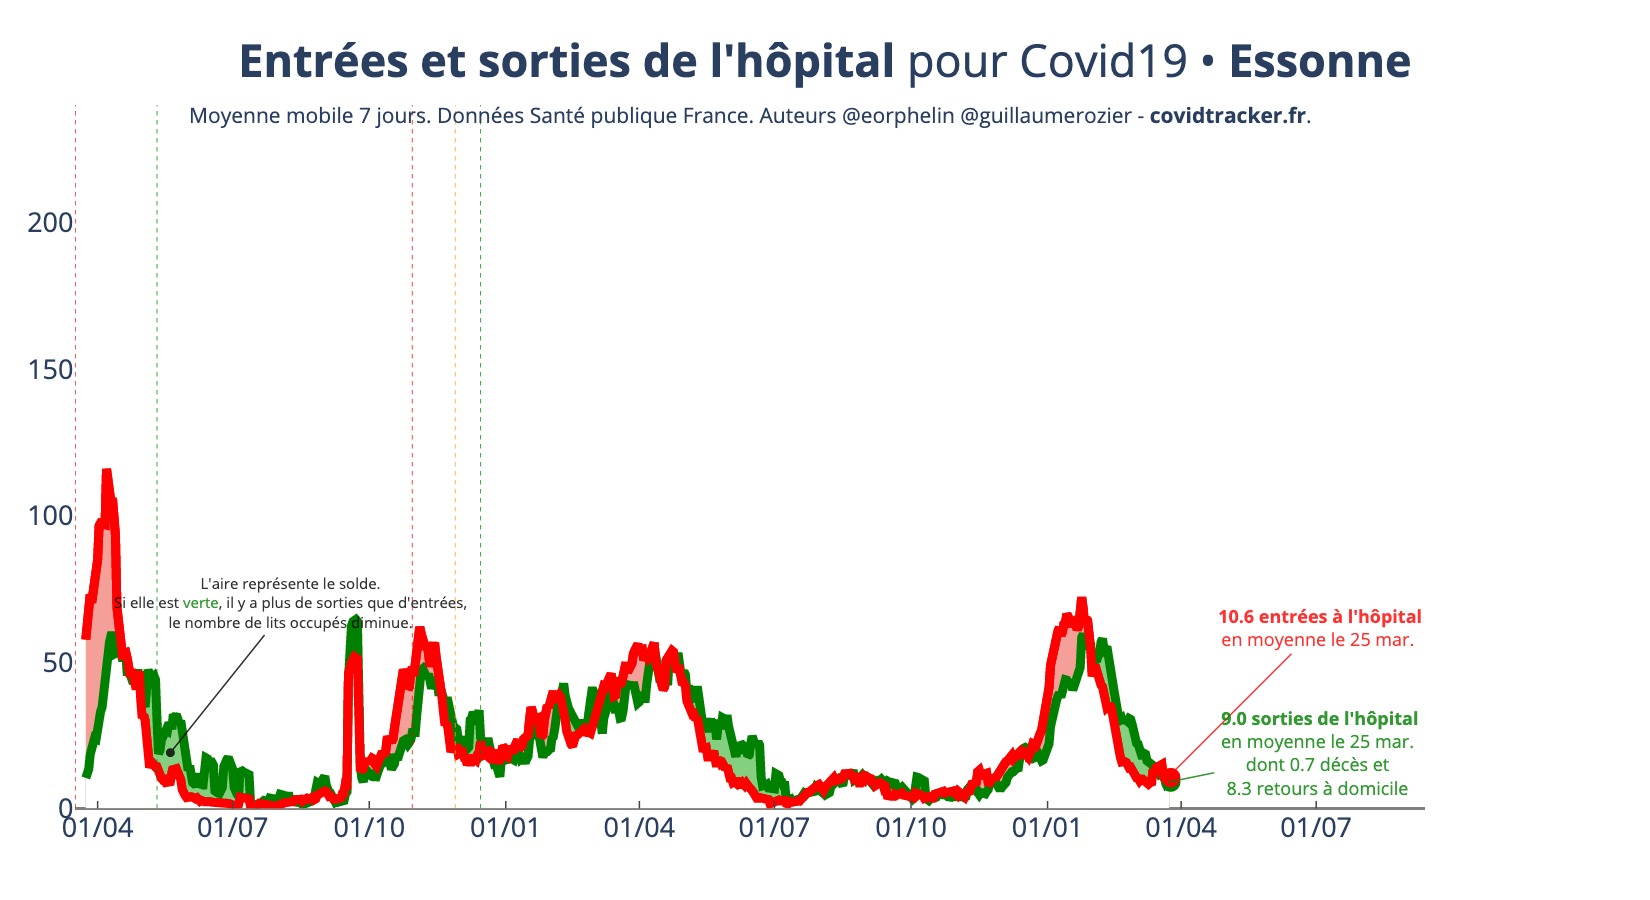 Entrées et sorties de l'hôpital pour Covid19 • Essonne
Moyenne mobile 7 jours. Données Santé publique France. Auteurs @eorphelin @guillaumerozier - covidtracker.fr.
200
150
100
50
0
L'aire représente le solde.
Si elle est verte, il y a plus de sorties que d'entrées,
le nombre de lits occupés diminue.
10.6 entrées à l'hôpital
en moyenne le 25 mar.
9.0 sorties de l'hôpital
en moyenne le 25 mar.
dont 0.7 décès et
8.3 retours à domicile
01/04 01/07 01/10 01/01 01/04 01/07 01/10 01/01 01/04 01/07